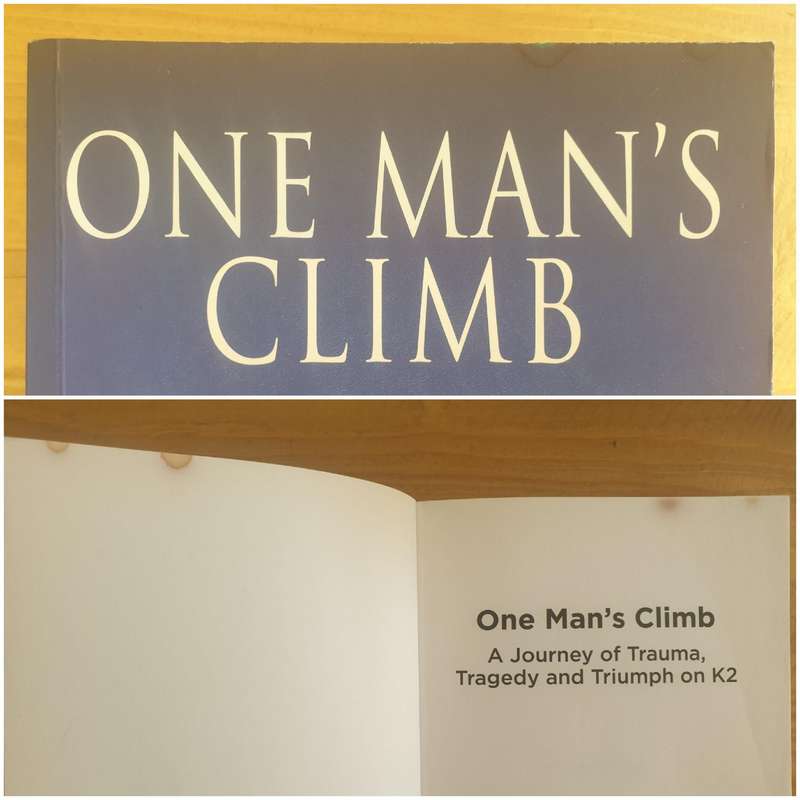 ONE MAN'S
CLIMB
One Man's Climb
A Journey of Trauma,
Tragedy and Triumph on K2